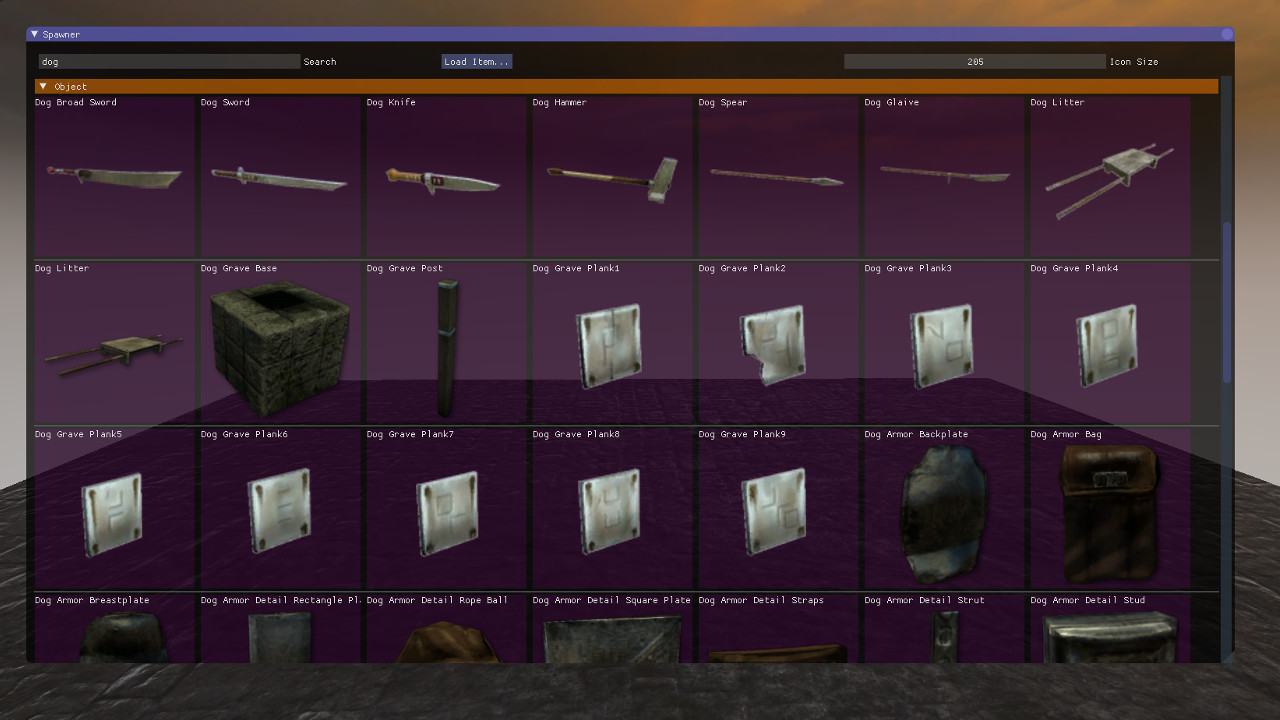 Spawner
dog Search Load Item... 205 Icon Size
Object
Dog Broad Sword Dog Sword Dog Knife Dog Hammer Dog Spear Dog Glaive Dog Litter
Dog Litter Dog Grave Base Dog Grave Post Dog Grave Plank1 Dog Grave Plank2 Dog Grave Plank3 Dog Grave Plank4
Dog Grave Plank5 Dog Grave Plank6 Dog Grave Plank7 Dog Grave Plank8 Dog Grave Plank9 Dog Armor Backplate Dog Armor Bag
Dog Armor Breastplate Dog Armor Detail Rectangle Pl Dog Armor Detail Rope Ball Dog Armor Detail Square Plate Dog Armor Detail Straps Dog Armor Detail Strut Dog Armor Detail Stud